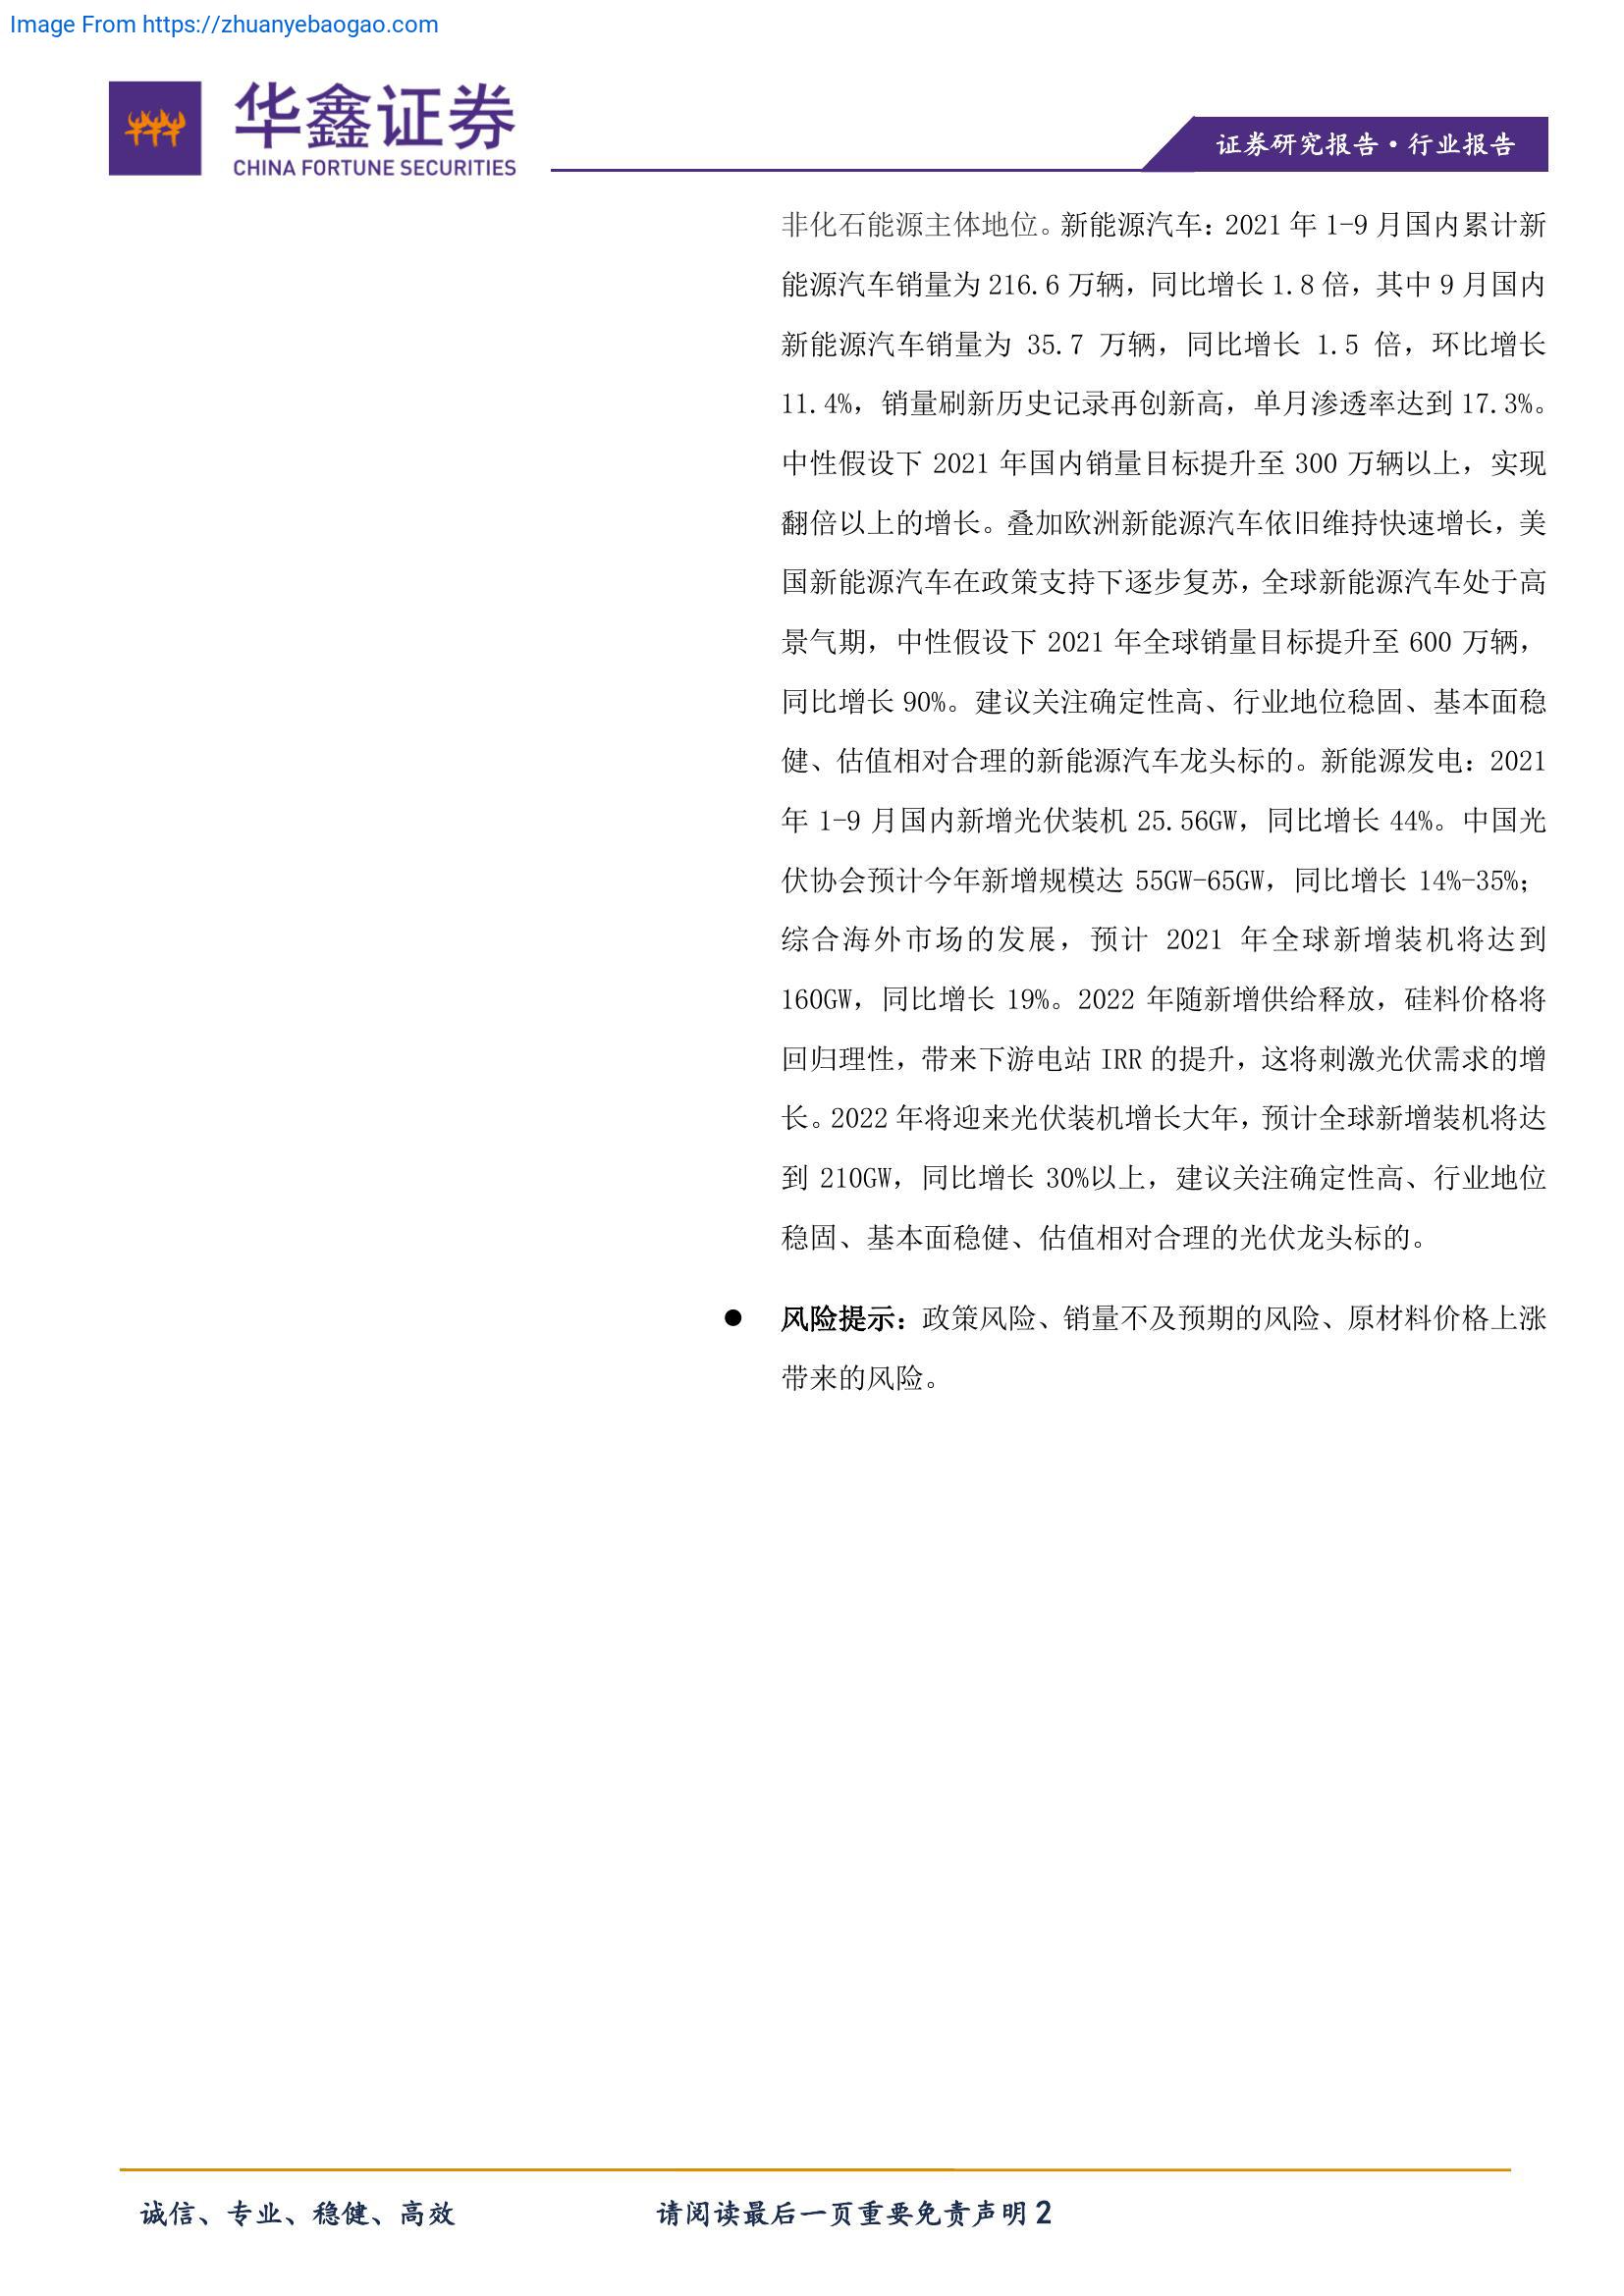 Image From https://zhuanyebaogao.com
华鑫证券
CHINA FORTUNE SECURITIES
证券研究报告·行业报告
非化石能源主体地位。新能源汽车：2021 年 1-9 月国内累计新
能源汽车销量为 216.6 万辆，同比增长 1.8 倍，其中 9 月国内
新能源汽车销量为 35.7 万辆，同比增长 1.5 倍，环比增长
11.4%，销量刷新历史记录再创新高，单月渗透率达到 17.3%。
中性假设下 2021 年国内销量目标提升至 300 万辆以上，实现
翻倍以上的增长。叠加欧洲新能源汽车依旧维持快速增长，美
国新能源汽车在政策支持下逐步复苏，全球新能源汽车处于高
景气期，中性假设下 2021 年全球销量目标提升至 600 万辆，
同比增长 90%。建议关注确定性高、行业地位稳固、基本面稳
健、估值相对合理的新能源汽车龙头标的。新能源发电：2021
年 1-9 月国内新增光伏装机 25.56GW，同比增长 44%。中国光
伏协会预计今年新增规模达 55GW-65GW，同比增长 14%-35%；
综合海外市场的发展，预计 2021 年全球新增装机将达到
160GW，同比增长 19%。2022 年随新增供给释放，硅料价格将
回归理性，带来下游电站 IRR 的提升，这将刺激光伏需求的增
长。2022 年将迎来光伏装机增长大年，预计全球新增装机将达
到 210GW，同比增长 30%以上，建议关注确定性高、行业地位
稳固、基本面稳健、估值相对合理的光伏龙头标的。
● 风险提示：政策风险、销量不及预期的风险、原材料价格上涨
带来的风险。
诚信、专业、稳健、高效 请阅读最后一页重要免责声明 2